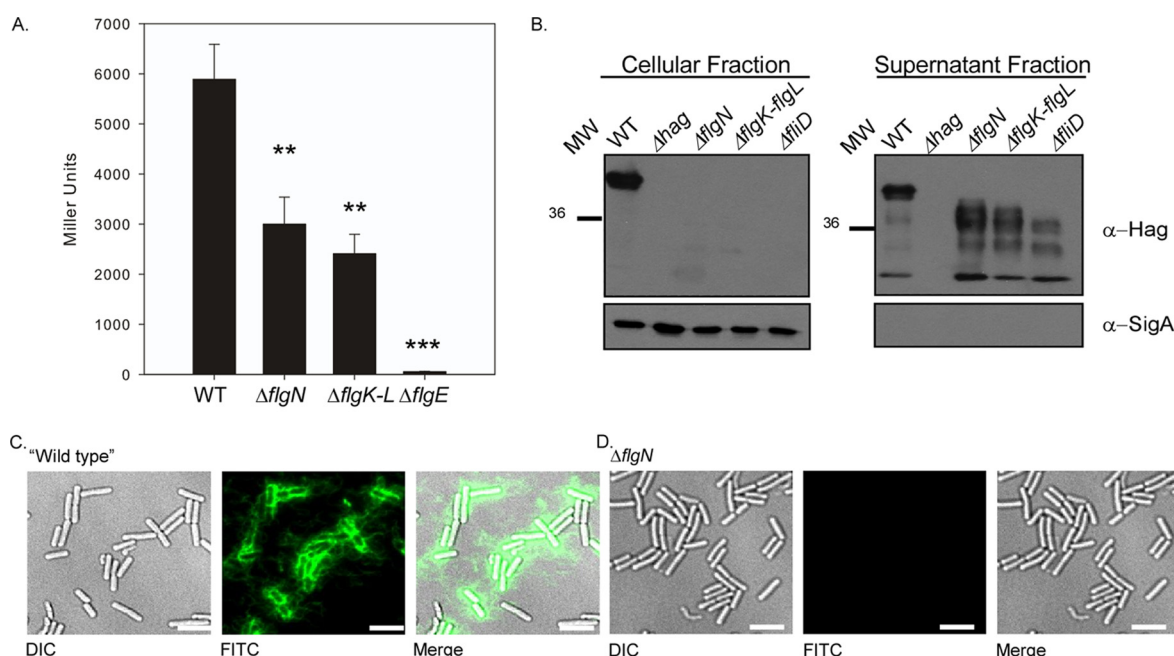 A.
7000
6000
5000
4000
3000
2000
1000
0
Miller Units
**
**
***
WT ΔflgN ΔflgK-L ΔflgE
B.
Cellular Fraction
MW WT Δhag ΔflgN ΔflgK-flgL ΔfliD
36
Supernatant Fraction
MW WT Δhag ΔflgN ΔflgK-flgL ΔfliD
36
α-Hag
α-SigA
C.
"Wild type"
DIC FITC Merge
D.
ΔflgN
DIC FITC Merge